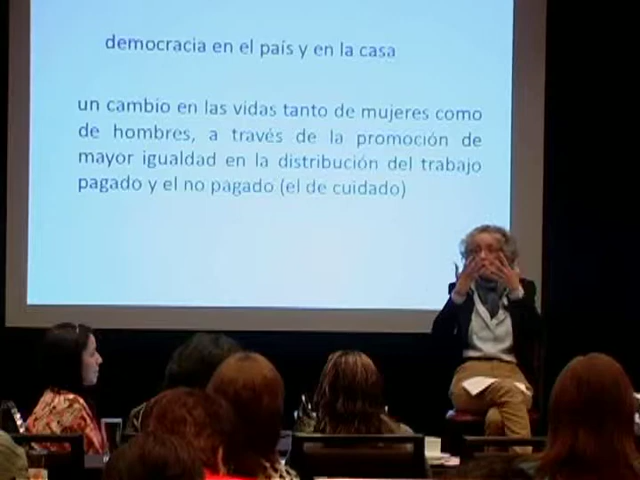 democracia en el país y en la casa
un cambio en las vidas tanto de mujeres como
de hombres, a través de la promoción de
mayor igualdad en la distribución del trabajo
pagado y el no pagado (el de cuidado)